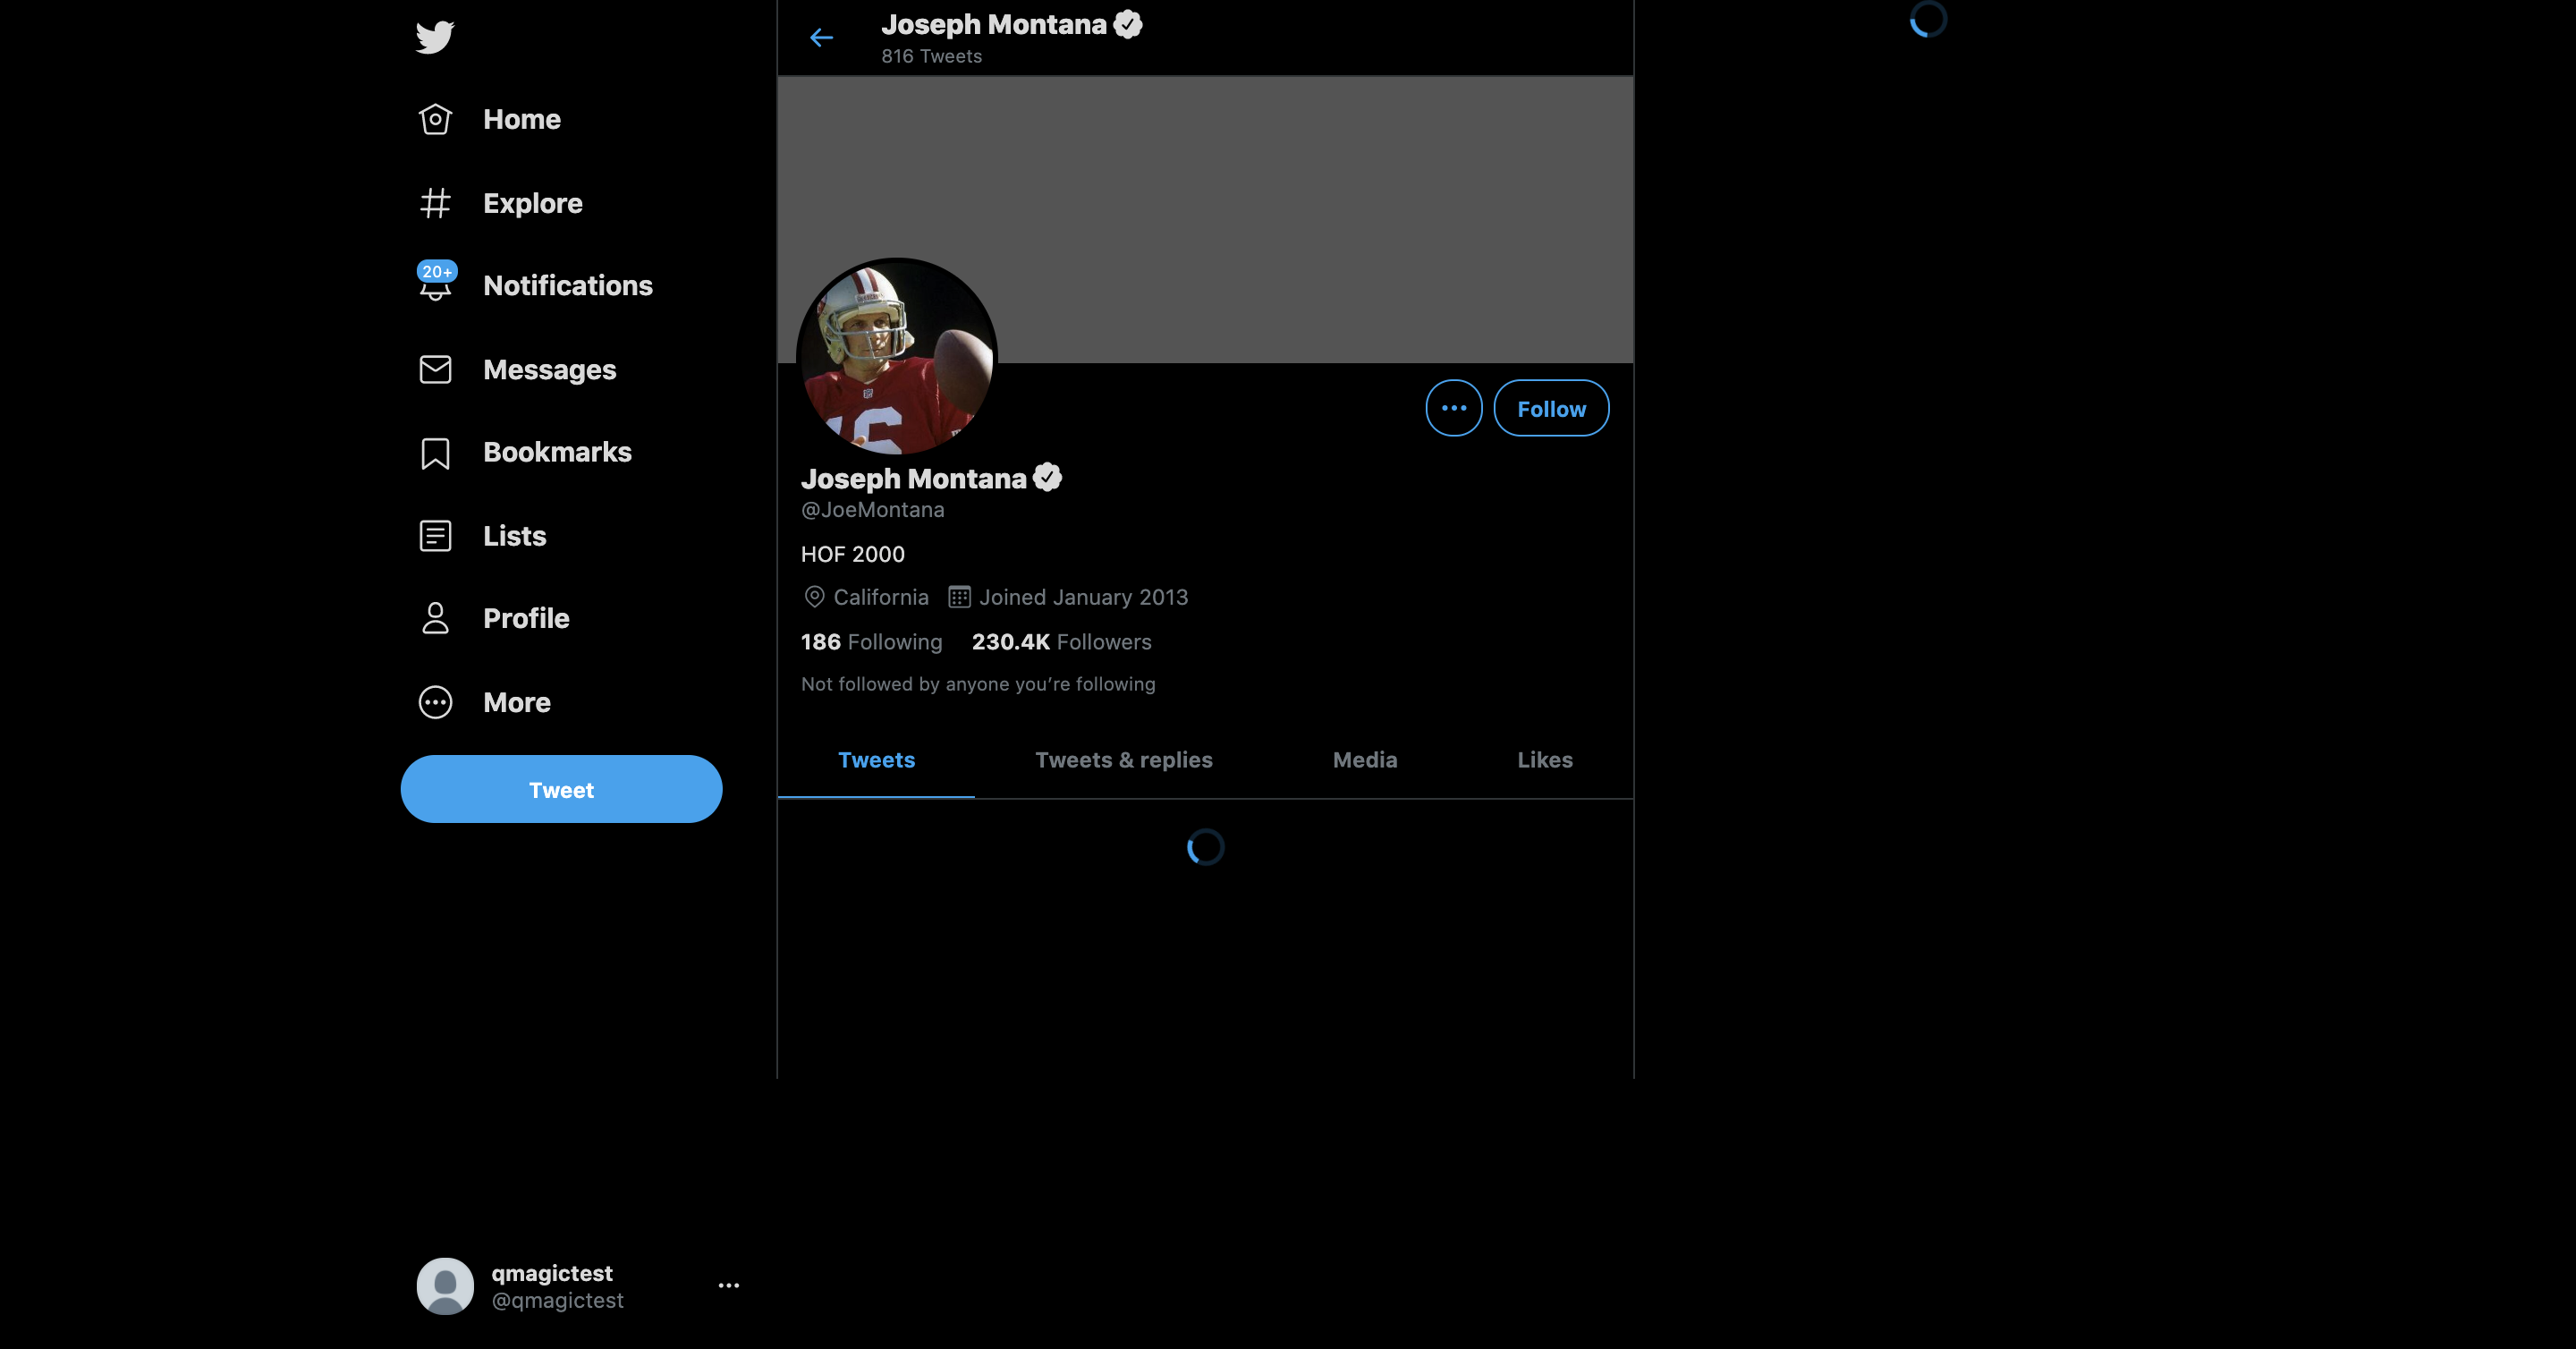 Home
Explore
20+
Notifications
Messages
Bookmarks
Lists
Profile
More
Tweet
qmagictest
@qmagictest
Joseph Montana
816 Tweets
16
Follow
Joseph Montana
@JoeMontana
HOF 2000
California Joined January 2013
186 Following 230.4K Followers
Not followed by anyone you’re following
Tweets Tweets & replies Media Likes